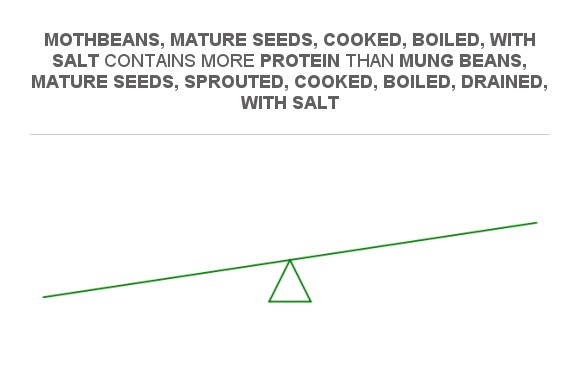 MOTHBEANS, MATURE SEEDS, COOKED, BOILED, WITH
SALT CONTAINS MORE PROTEIN THAN MUNG BEANS,
MATURE SEEDS, SPROUTED, COOKED, BOILED, DRAINED,
WITH SALT